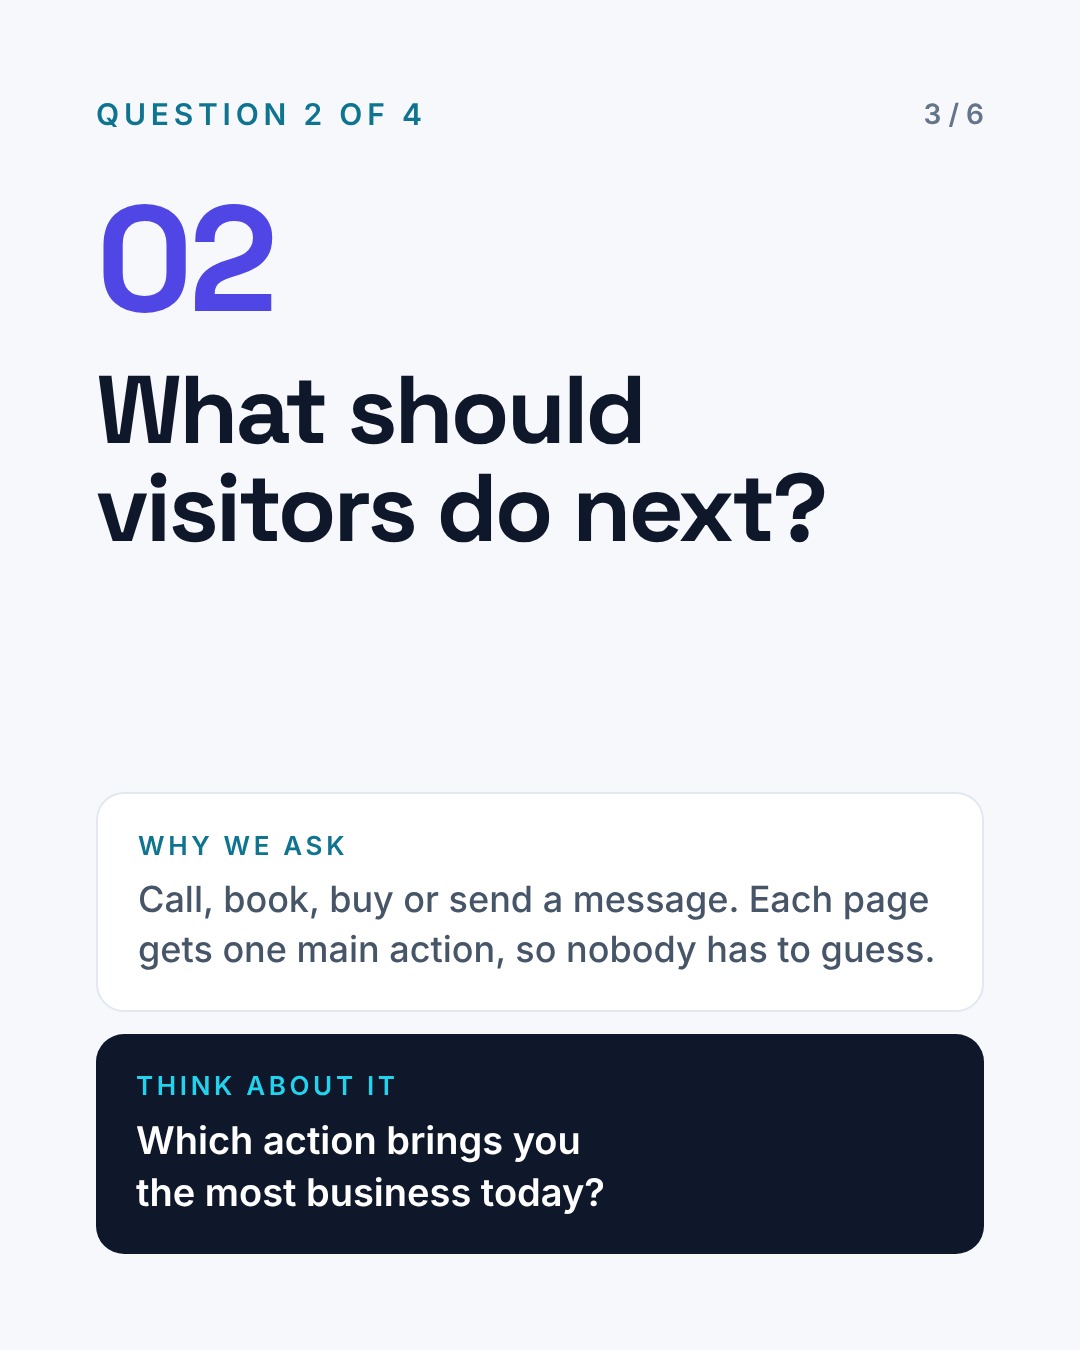 QUESTION 2 OF 4
3 / 6
02
What should
visitors do next?
WHY WE ASK
Call, book, buy or send a message. Each page
gets one main action, so nobody has to guess.
THINK ABOUT IT
Which action brings you
the most business today?